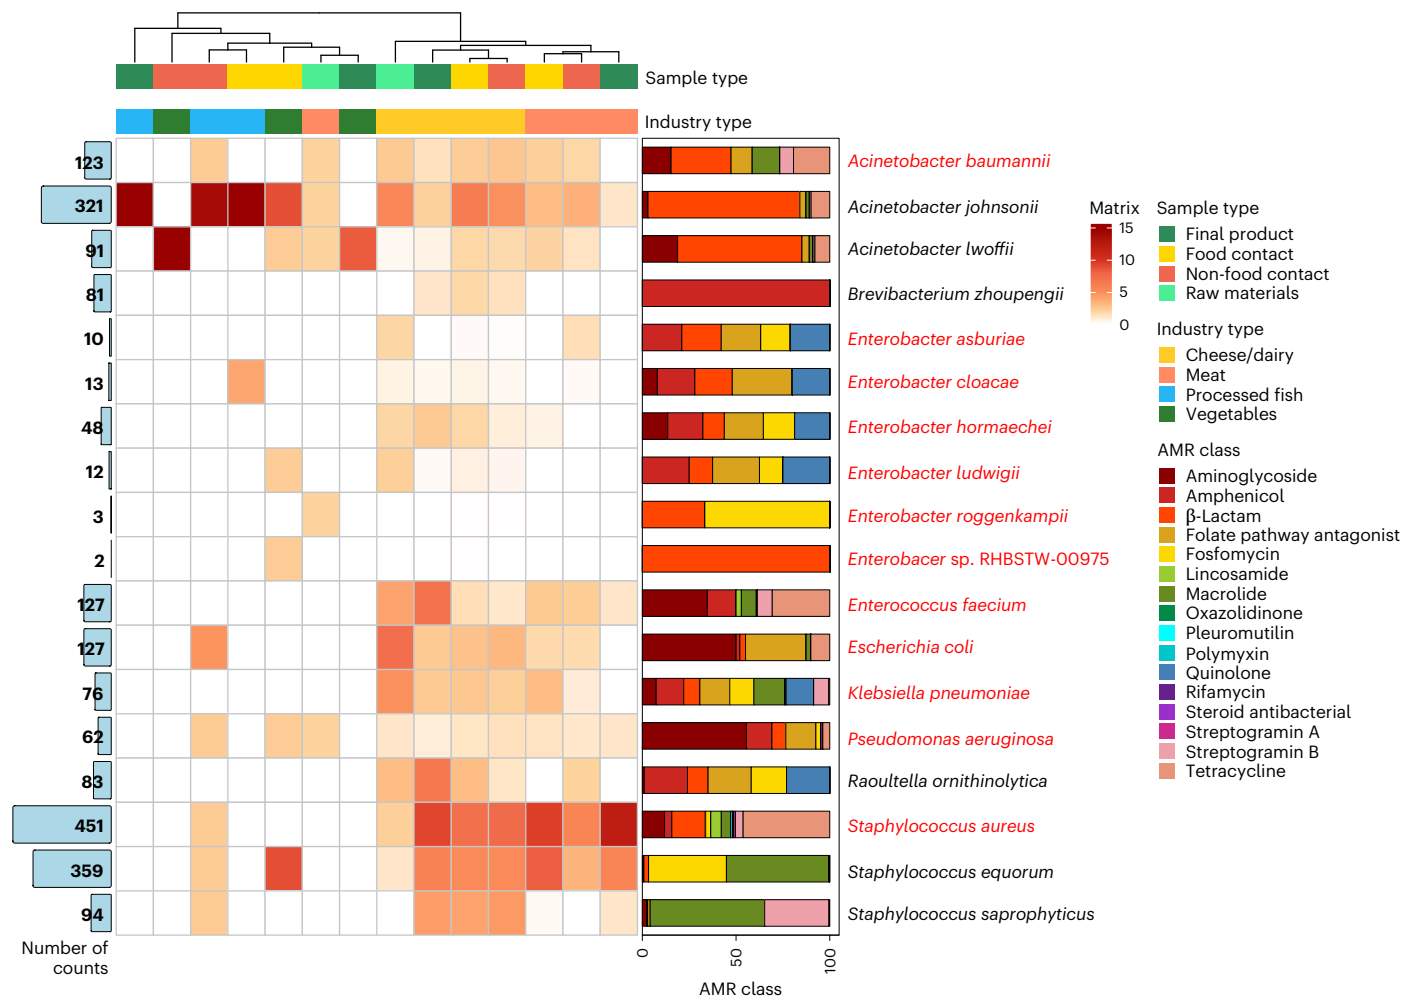 Sample type
Industry type
123
Acinetobacter baumannii
321
Acinetobacter johnsonii
91
Acinetobacter lwoffii
81
Brevibacterium zhoupengii
10
Enterobacter asburiae
13
Enterobacter cloacae
48
Enterobacter hormaechei
12
Enterobacter ludwigii
3
Enterobacter roggenkampii
2
Enterobacer sp. RHBSTW-00975
127
Enterococcus faecium
127
Escherichia coli
76
Klebsiella pneumoniae
62
Pseudomonas aeruginosa
83
Raoultella ornithinolytica
451
Staphylococcus aureus
359
Staphylococcus equorum
94
Staphylococcus saprophyticus
Number of
counts
0
50
100
AMR class
Matrix
15
10
5
0
Sample type
Final product
Food contact
Non-food contact
Raw materials
Industry type
Cheese/dairy
Meat
Processed fish
Vegetables
AMR class
Aminoglycoside
Amphenicol
β-Lactam
Folate pathway antagonist
Fosfomycin
Lincosamide
Macrolide
Oxazolidinone
Pleuromutilin
Polymyxin
Quinolone
Rifamycin
Steroid antibacterial
Streptogramin A
Streptogramin B
Tetracycline